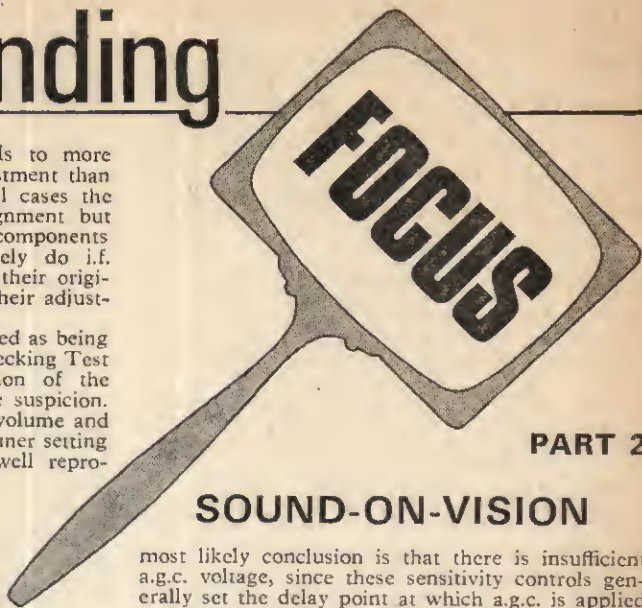 nding
ls to more
stment than
l cases the
gnment but
components
ely do i.f.
their origi-
heir adjust-
ed as being
ecking Test
ion of the
e suspicion.
volume and
uner setting
well repro-
FOCUS
PART 2
SOUND-ON-VISION
most likely conclusion is that there is insufficient
a.g.c. voltage, since these sensitivity controls gen-
erally set the delay point at which a.g.c. is applied